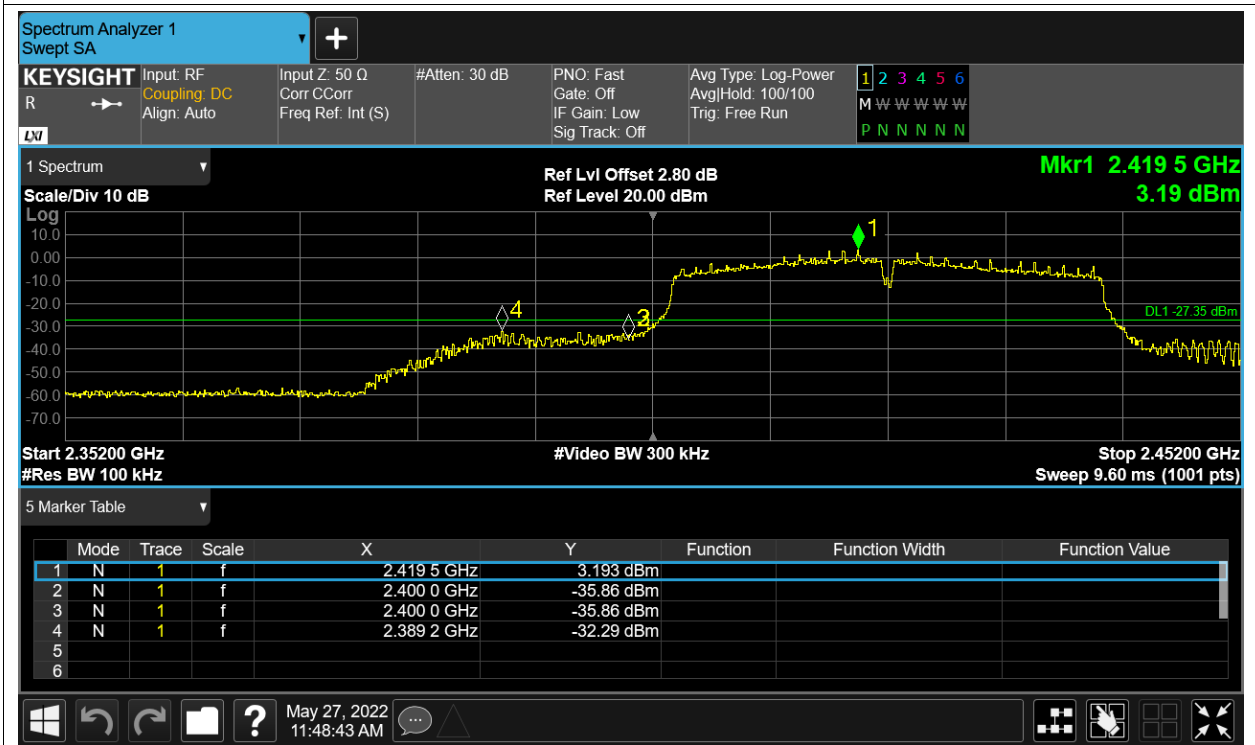 Spectrum Analyzer 1
Swept SA
KEYSIGHT
R
LXI
Input: RF
Coupling: DC
Align: Auto
Input Z: 50 Ω
Corr CCorr
Freq Ref: Int (S)
#Atten: 30 dB
PNO: Fast
Gate: Off
IF Gain: Low
Sig Track: Off
Avg Type: Log-Power
Avg|Hold: 100/100
Trig: Free Run
1 2 3 4 5 6
M W W W W W
P N N N N N
1 Spectrum
Scale/Div 10 dB
Ref Lvl Offset 2.80 dB
Ref Level 20.00 dBm
Mkr1 2.419 5 GHz
3.19 dBm
Log
10.0
0.00
-10.0
-20.0
-30.0
-40.0
-50.0
-60.0
-70.0
1
4
3
DL1 -27.35 dBm
Start 2.35200 GHz
#Video BW 300 kHz
Stop 2.45200 GHz
#Res BW 100 kHz
Sweep 9.60 ms (1001 pts)
5 Marker Table
Mode Trace Scale X Y Function Function Width Function Value
1 N 1 f 2.419 5 GHz 3.193 dBm
2 N 1 f 2.400 0 GHz -35.86 dBm
3 N 1 f 2.400 0 GHz -35.86 dBm
4 N 1 f 2.389 2 GHz -32.29 dBm
5
6
?
May 27, 2022
11:48:43 AM